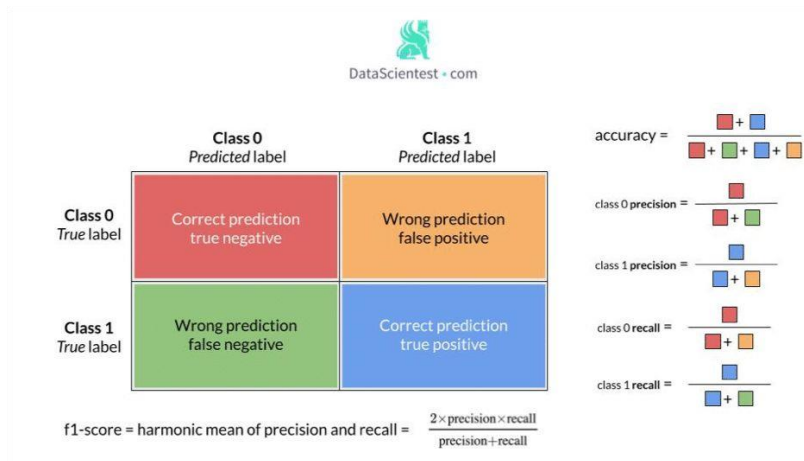 DataScientest • com
Class 0
Predicted label
Class 1
Predicted label
Class 0
True label
Correct prediction
true negative
Wrong prediction
false positive
Class 1
True label
Wrong prediction
false negative
Correct prediction
true positive
accuracy = + / + + +
class 0 precision = / +
class 1 precision = / +
class 0 recall = / +
class 1 recall = / +
f1-score = harmonic mean of precision and recall = 2×precision×recall / precision+recall